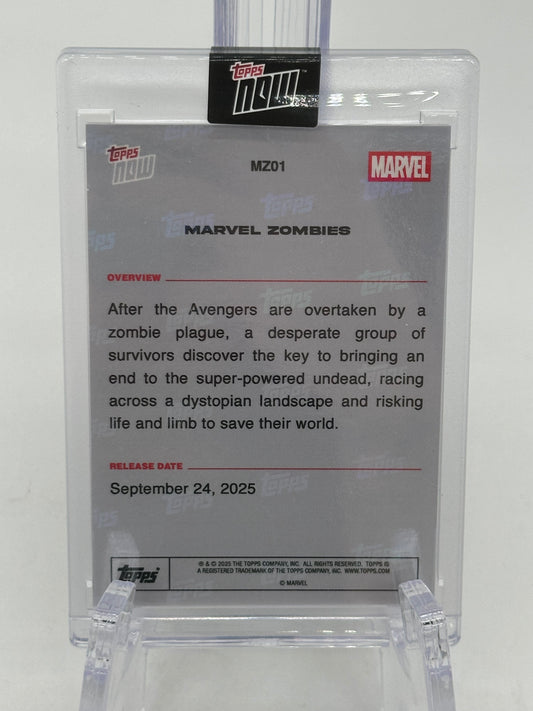 Topps
NOW
Topps
NOW
MZ01
MARVEL
MARVEL ZOMBIES
OVERVIEW
After the Avengers are overtaken by a
zombie plague, a desperate group of
survivors discover the key to bringing an
end to the super-powered undead, racing
across a dystopian landscape and risking
life and limb to save their world.
RELEASE DATE
September 24, 2025
Topps
® & © 2025 THE TOPPS COMPANY, INC. ALL RIGHTS RESERVED. TOPPS IS
A REGISTERED TRADEMARK OF THE TOPPS COMPANY, INC. WWW.TOPPS.COM
© MARVEL